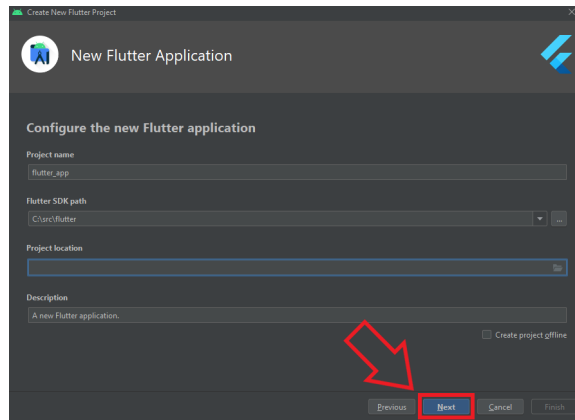 Create New Flutter Project
New Flutter Application
Configure the new Flutter application
Project name
flutter_app
Flutter SDK path
C:\src\flutter
...
Project location
Description
A new Flutter application.
Create project offline
Previous
Next
Cancel
Finish